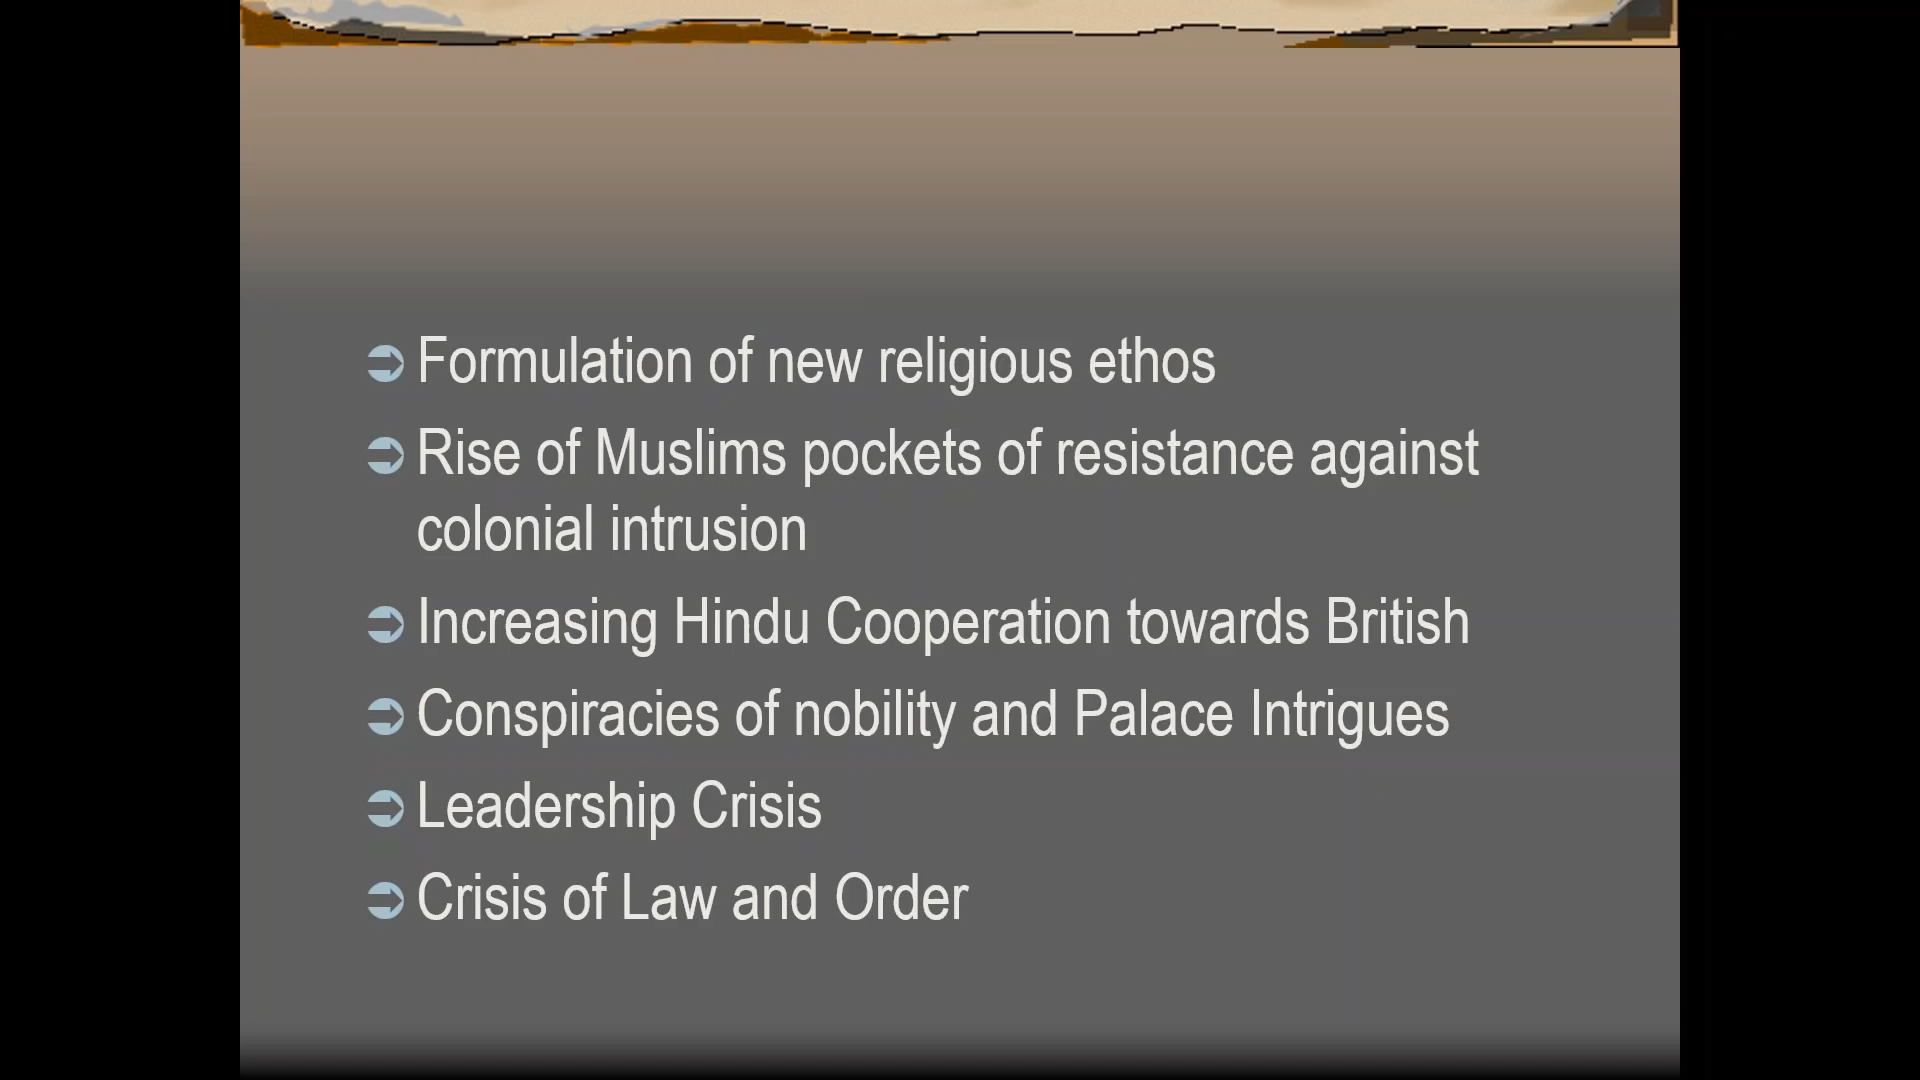 Formulation of new religious ethos
Rise of Muslims pockets of resistance against
colonial intrusion
Increasing Hindu Cooperation towards British
Conspiracies of nobility and Palace Intrigues
Leadership Crisis
Crisis of Law and Order